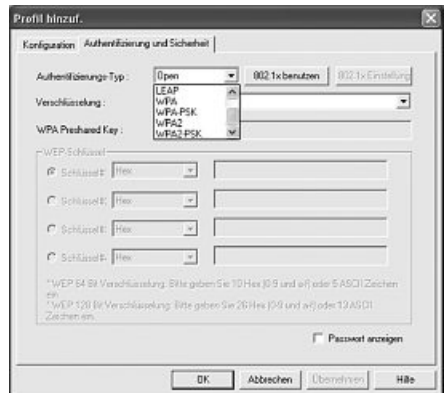 Profil hinzuf.
Konfiguration Authentifizierung und Sicherheit
Authentifizierungs-Typ : Open 802.1x benutzen 802.1x Einstellung
LEAP
Verschlüsselung : WPA
WPA-PSK
WPA Preshared Key : WPA2
WPA2-PSK
WEP-Schlüssel
Schlüssel#: Hex
Schlüssel#: Hex
Schlüssel#: Hex
Schlüssel#: Hex
*WEP 64 Bit Verschlüsselung: Bitte geben Sie 10 Hex (0-9 und a-f) oder 5 ASCII Zeichen
ein.
*WEP 128 Bit Verschlüsselung: Bitte geben Sie 26 Hex (0-9 und a-f) oder 13 ASCII
Zeichen ein.
Passwort anzeigen
OK Abbrechen Übernehmen Hilfe